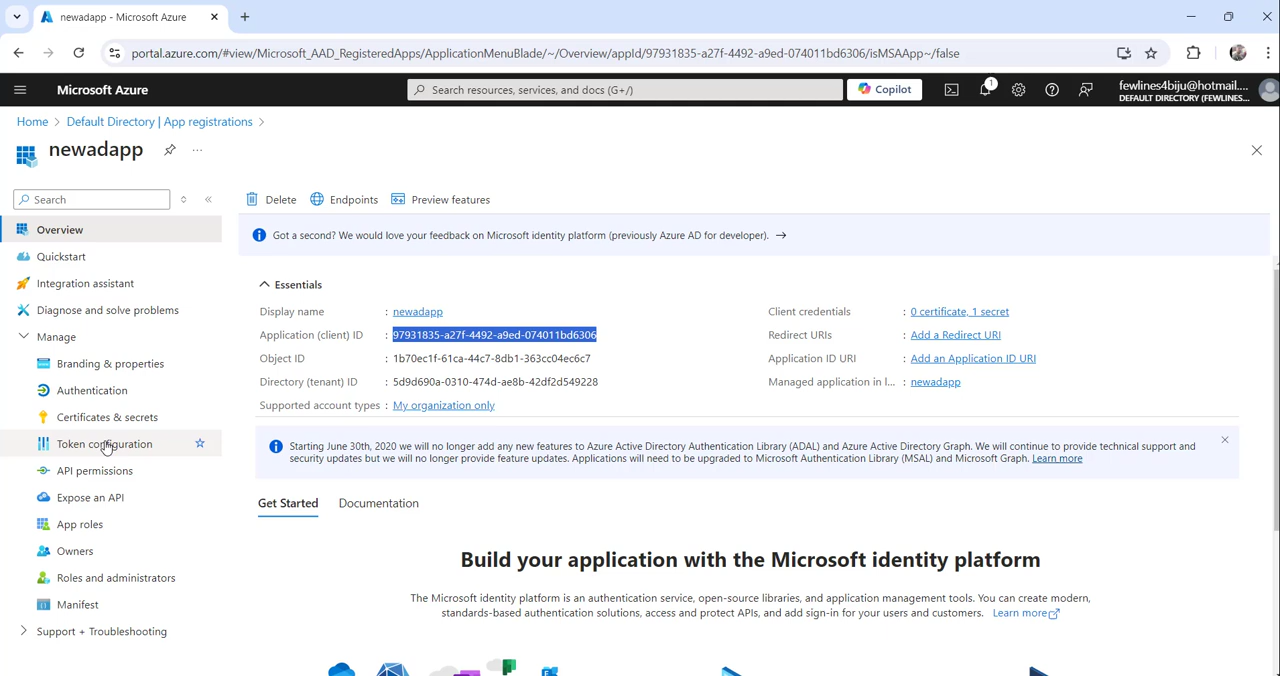 newadapp - Microsoft Azure
portal.azure.com/#view/Microsoft_AAD_RegisteredApps/ApplicationMenuBlade/~/Overview/appId/97931835-a27f-4492-a9ed-074011bd6306/isMSAApp~/false
Microsoft Azure
Search resources, services, and docs (G+/)
Copilot
1
fewlines4biju@hotmail....
DEFAULT DIRECTORY (FEWLINES...
Home > Default Directory | App registrations >
newadapp
...
Search
Delete
Endpoints
Preview features
Overview
Quickstart
Integration assistant
Diagnose and solve problems
Manage
Branding & properties
Authentication
Certificates & secrets
Token configuration
API permissions
Expose an API
App roles
Owners
Roles and administrators
Manifest
Support + Troubleshooting
Got a second? We would love your feedback on Microsoft identity platform (previously Azure AD for developer). →
Essentials
Display name : newadapp
Application (client) ID : 97931835-a27f-4492-a9ed-074011bd6306
Object ID : 1b70ec1f-61ca-44c7-8db1-363cc04ec6c7
Directory (tenant) ID : 5d9d690a-0310-474d-ae8b-42df2d549228
Supported account types : My organization only
Client credentials : 0 certificate, 1 secret
Redirect URIs : Add a Redirect URI
Application ID URI : Add an Application ID URI
Managed application in l... : newadapp
Starting June 30th, 2020 we will no longer add any new features to Azure Active Directory Authentication Library (ADAL) and Azure Active Directory Graph. We will continue to provide technical support and
security updates but we will no longer provide feature updates. Applications will need to be upgraded to Microsoft Authentication Library (MSAL) and Microsoft Graph. Learn more
Get Started
Documentation
Build your application with the Microsoft identity platform
The Microsoft identity platform is an authentication service, open-source libraries, and application management tools. You can create modern,
standards-based authentication solutions, access and protect APIs, and add sign-in for your users and customers. Learn more